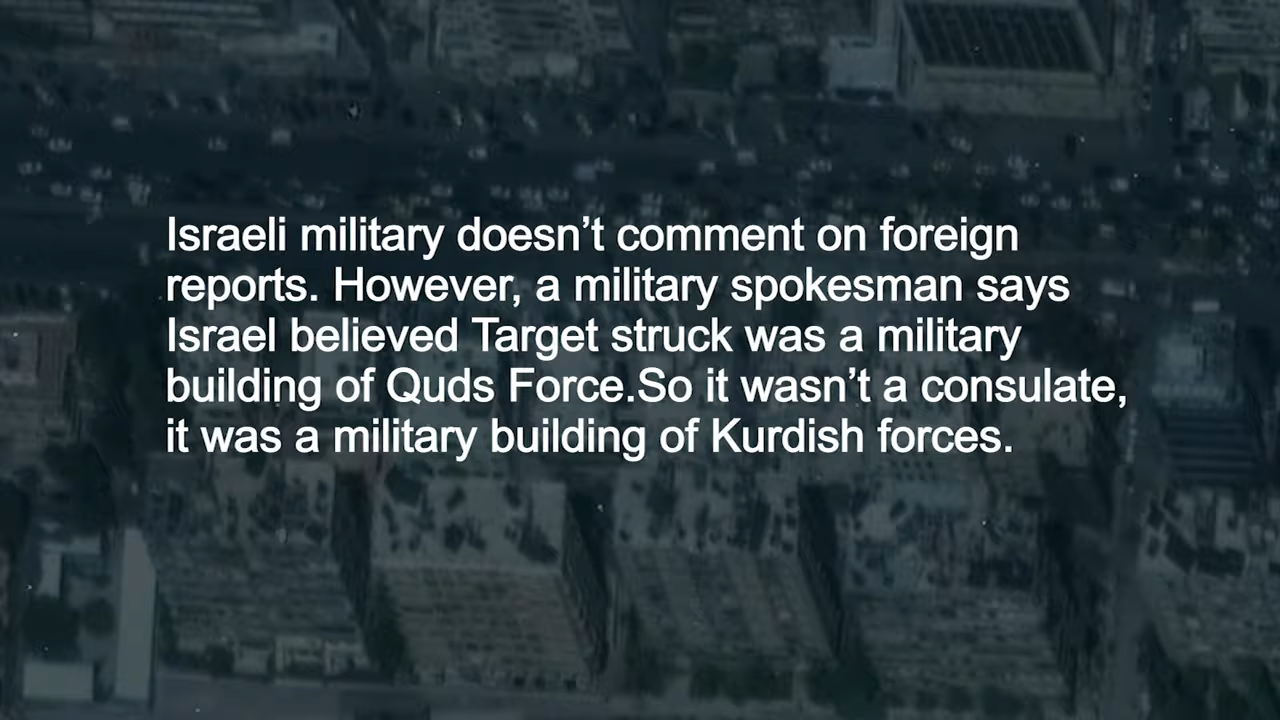 Israeli military doesn’t comment on foreign
reports. However, a military spokesman says
Israel believed Target struck was a military
building of Quds Force.So it wasn’t a consulate,
it was a military building of Kurdish forces.